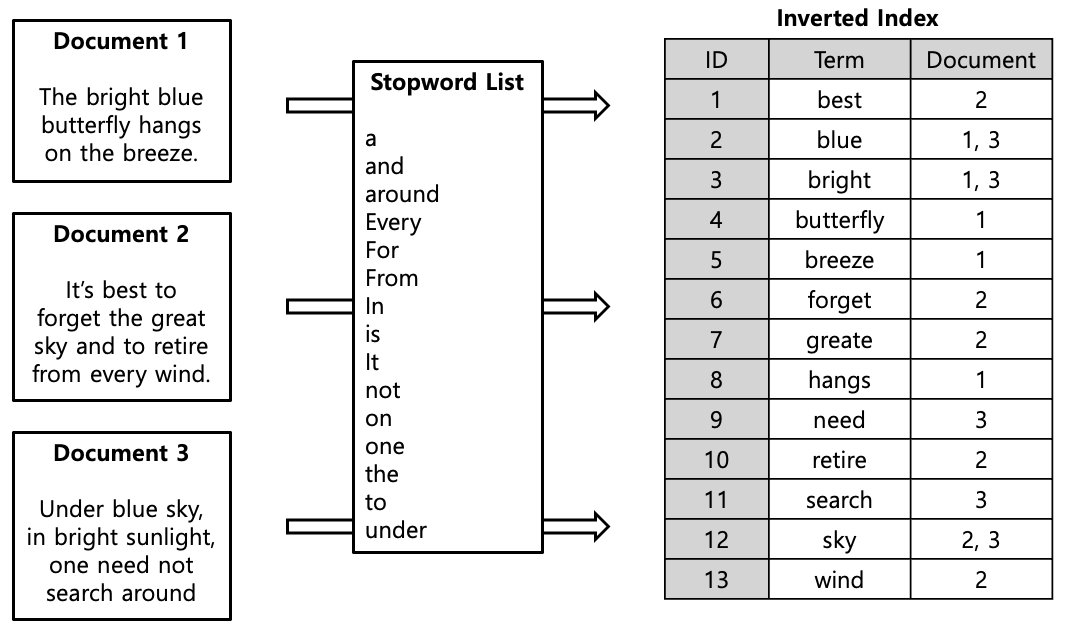 Document 1
The bright blue
butterfly hangs
on the breeze.
Document 2
It’s best to
forget the great
sky and to retire
from every wind.
Document 3
Under blue sky,
in bright sunlight,
one need not
search around
Stopword List
a
and
around
Every
For
From
In
is
It
not
on
one
the
to
under
Inverted Index
ID Term Document
1 best 2
2 blue 1, 3
3 bright 1, 3
4 butterfly 1
5 breeze 1
6 forget 2
7 greate 2
8 hangs 1
9 need 3
10 retire 2
11 search 3
12 sky 2, 3
13 wind 2